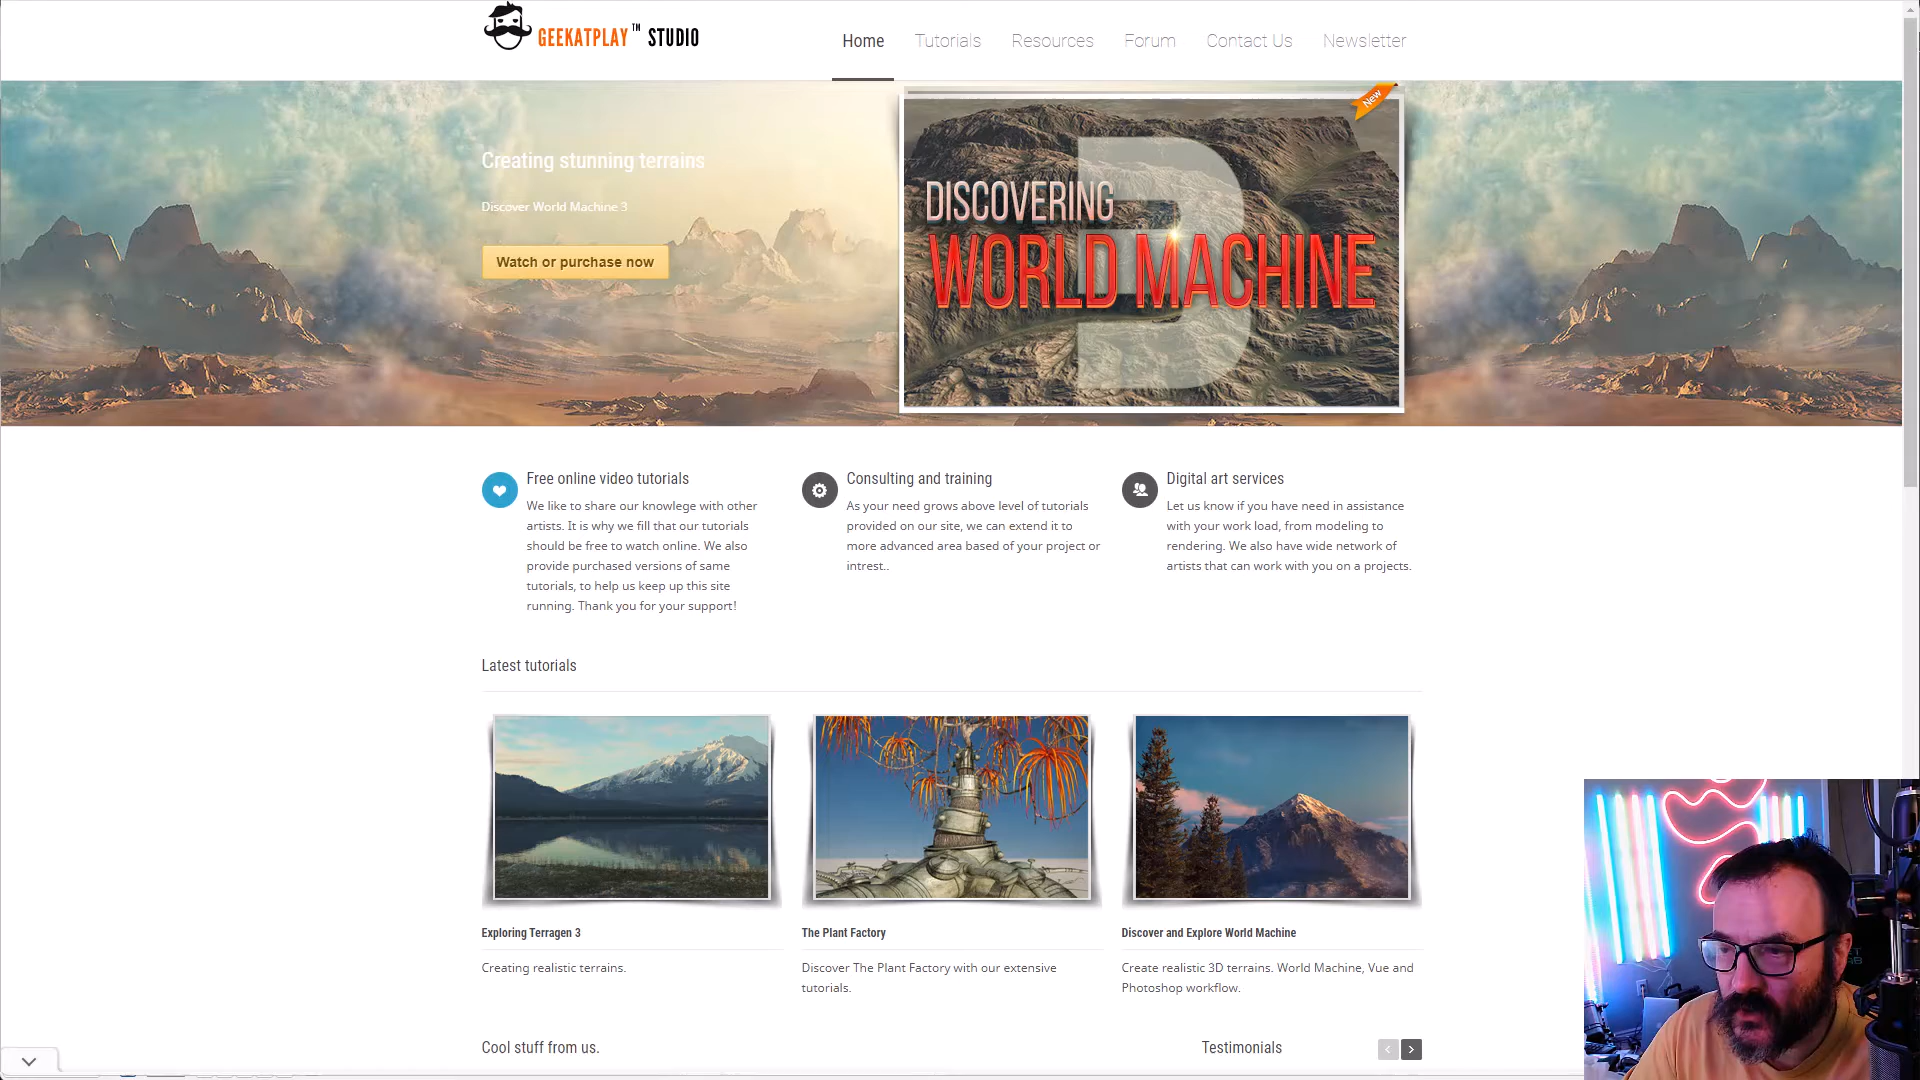 GEEKATPLAY™ STUDIO
Home
Tutorials
Resources
Forum
Contact Us
Newsletter
Creating stunning terrains
Discover World Machine 3
Watch or purchase now
New
3
DISCOVERING
WORLD MACHINE
Free online video tutorials
We like to share our knowlege with other
artists. It is why we fill that our tutorials
should be free to watch online. We also
provide purchased versions of same
tutorials, to help us keep up this site
running. Thank you for your support!
Consulting and training
As your need grows above level of tutorials
provided on our site, we can extend it to
more advanced area based of your project or
intrest..
Digital art services
Let us know if you have need in assistance
with your work load, from modeling to
rendering. We also have wide network of
artists that can work with you on a projects.
Latest tutorials
Exploring Terragen 3
Creating realistic terrains.
The Plant Factory
Discover The Plant Factory with our extensive
tutorials.
Discover and Explore World Machine
Create realistic 3D terrains. World Machine, Vue and
Photoshop workflow.
Cool stuff from us.
Testimonials